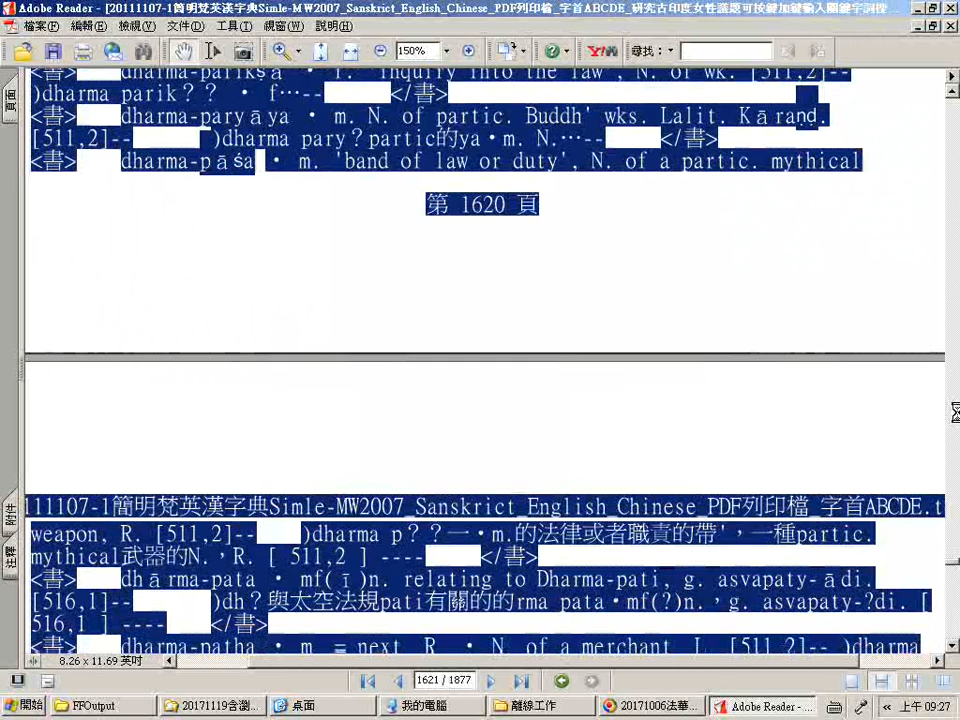 Adobe Reader - [20111107-1簡明梵英漢字典Simle-MW2007_Sanskrict_English_Chinese_PDF列印檔_字首ABCDE_研究古印度女性議題可按鍵加鍵輸入關鍵字詞搜
檔案(F) 編輯(E) 檢視(V) 文件(D) 工具(T) 視窗(W) 說明(H)
150% Y! 尋找:
頁面
<書> dharma-parīkṣā · f. 'inquiry into the law', N. of wk. [511,2]--
)dharma parik?? · f…-- </書>
<書> dharma-paryāya · m. N. of partic. Buddh' wks. Lalit. Kāraṇḍ.
[511,2]-- )dharma pary?partic的ya·m. N.…-- </書>
<書> dharma-pāśa · m. 'band of law or duty', N. of a partic. mythical
第 1620 頁
111107-1簡明梵英漢字典Simle-MW2007_Sanskrict_English_Chinese_PDF列印檔_字首ABCDE.t
weapon, R. [511,2]-- )dharma p??一·m.的法律或者職責的帶',一種partic.
mythical武器的N.,R. [ 511,2 ] ---- </書>
<書> dhārma-pata · mf(ī)n. relating to Dharma-pati, g. asvapaty-ādi.
[516,1]-- )dh?與太空法規pati有關的的rma pata·mf(?)n.,g. asvapaty-?di. [
516,1 ] ---- </書>
<書> dharma-patha · m. = next R. · N. of a merchant L. [511,2]-- )dharma
附件
注釋
8.26 x 11.69 英吋
1621 / 1877
開始 FFOutput 20171119含瀏... 桌面 我的電腦 離線工作 20171006法華... Adobe Reader - [... 上午 09:27